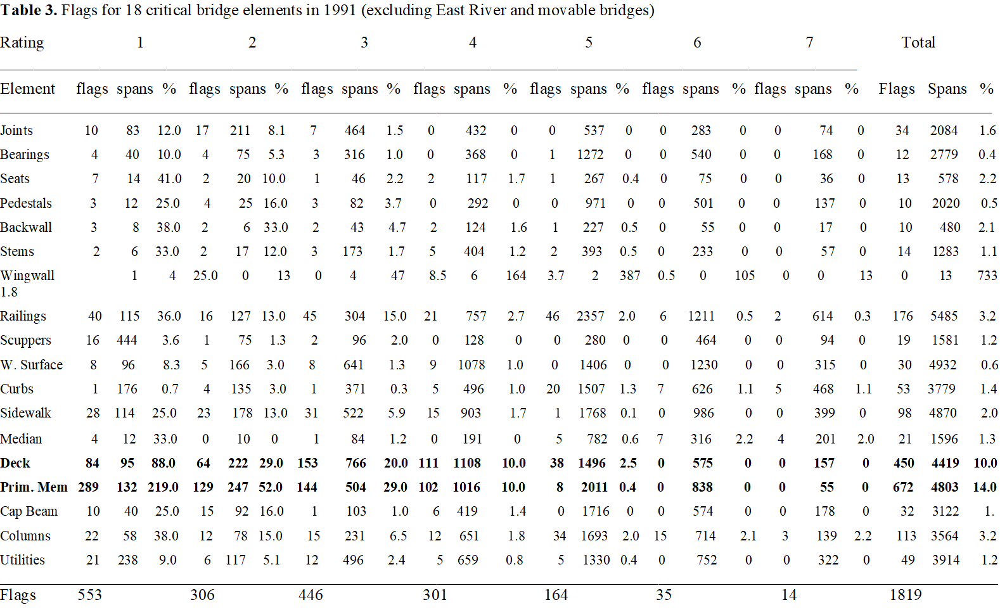 Table 3. Flags for 18 critical bridge elements in 1991 (excluding East River and movable bridges)
Rating 1 2 3 4 5 6 7 Total
Element flags spans % flags spans % flags spans % flags spans % flags spans % flags spans % flags spans % Flags Spans %
Joints 10 83 12.0 17 211 8.1 7 464 1.5 0 432 0 0 537 0 0 283 0 0 74 0 34 2084 1.6
Bearings 4 40 10.0 4 75 5.3 3 316 1.0 0 368 0 1 1272 0 0 540 0 0 168 0 12 2779 0.4
Seats 7 14 41.0 2 20 10.0 1 46 2.2 2 117 1.7 1 267 0.4 0 75 0 0 36 0 13 578 2.2
Pedestals 3 12 25.0 4 25 16.0 3 82 3.7 0 292 0 0 971 0 0 501 0 0 137 0 10 2020 0.5
Backwall 3 8 38.0 2 6 33.0 2 43 4.7 2 124 1.6 1 227 0.5 0 55 0 0 17 0 10 480 2.1
Stems 2 6 33.0 2 17 12.0 3 173 1.7 5 404 1.2 2 393 0.5 0 233 0 0 57 0 14 1283 1.1
Wingwall 1 4 25.0 0 13 0 4 47 8.5 6 164 3.7 2 387 0.5 0 105 0 0 13 0 13 733
1.8
Railings 40 115 36.0 16 127 13.0 45 304 15.0 21 757 2.7 46 2357 2.0 6 1211 0.5 2 614 0.3 176 5485 3.2
Scuppers 16 444 3.6 1 75 1.3 2 96 2.0 0 128 0 0 280 0 0 464 0 0 94 0 19 1581 1.2
W. Surface 8 96 8.3 5 166 3.0 8 641 1.3 9 1078 1.0 0 1406 0 0 1230 0 0 315 0 30 4932 0.6
Curbs 1 176 0.7 4 135 3.0 1 371 0.3 5 496 1.0 20 1507 1.3 7 626 1.1 5 468 1.1 53 3779 1.4
Sidewalk 28 114 25.0 23 178 13.0 31 522 5.9 15 903 1.7 1 1768 0.1 0 986 0 0 399 0 98 4870 2.0
Median 4 12 33.0 0 10 0 1 84 1.2 0 191 0 5 782 0.6 7 316 2.2 4 201 2.0 21 1596 1.3
Deck 84 95 88.0 64 222 29.0 153 766 20.0 111 1108 10.0 38 1496 2.5 0 575 0 0 157 0 450 4419 10.0
Prim. Mem 289 132 219.0 129 247 52.0 144 504 29.0 102 1016 10.0 8 2011 0.4 0 838 0 0 55 0 672 4803 14.0
Cap Beam 10 40 25.0 15 92 16.0 1 103 1.0 6 419 1.4 0 1716 0 0 574 0 0 178 0 32 3122 1.
Columns 22 58 38.0 12 78 15.0 15 231 6.5 12 651 1.8 34 1693 2.0 15 714 2.1 3 139 2.2 113 3564 3.2
Utilities 21 238 9.0 6 117 5.1 12 496 2.4 5 659 0.8 5 1330 0.4 0 752 0 0 322 0 49 3914 1.2
Flags 553 306 446 301 164 35 14 1819